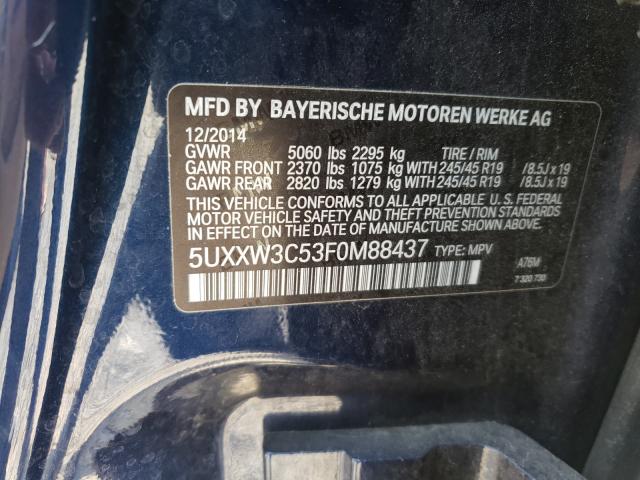 MFD BY BAYERISCHE MOTOREN WERKE AG
12/2014
GVWR 5060 lbs 2295 kg TIRE / RIM
GAWR FRONT 2370 lbs 1075 kg WITH 245/45 R19 /8.5J x 19
GAWR REAR 2820 lbs 1279 kg WITH 245/45 R19 /8.5J x 19
THIS VEHICLE CONFORMS TO ALL APPLICABLE U. S. FEDERAL
MOTOR VEHICLE SAFETY AND THEFT PREVENTION STANDARDS
IN EFFECT ON THE DATE OF MANUFACTURE SHOWN ABOVE.
5UXXW3C53F0M88437 TYPE: MPV
A76M
7 320 730